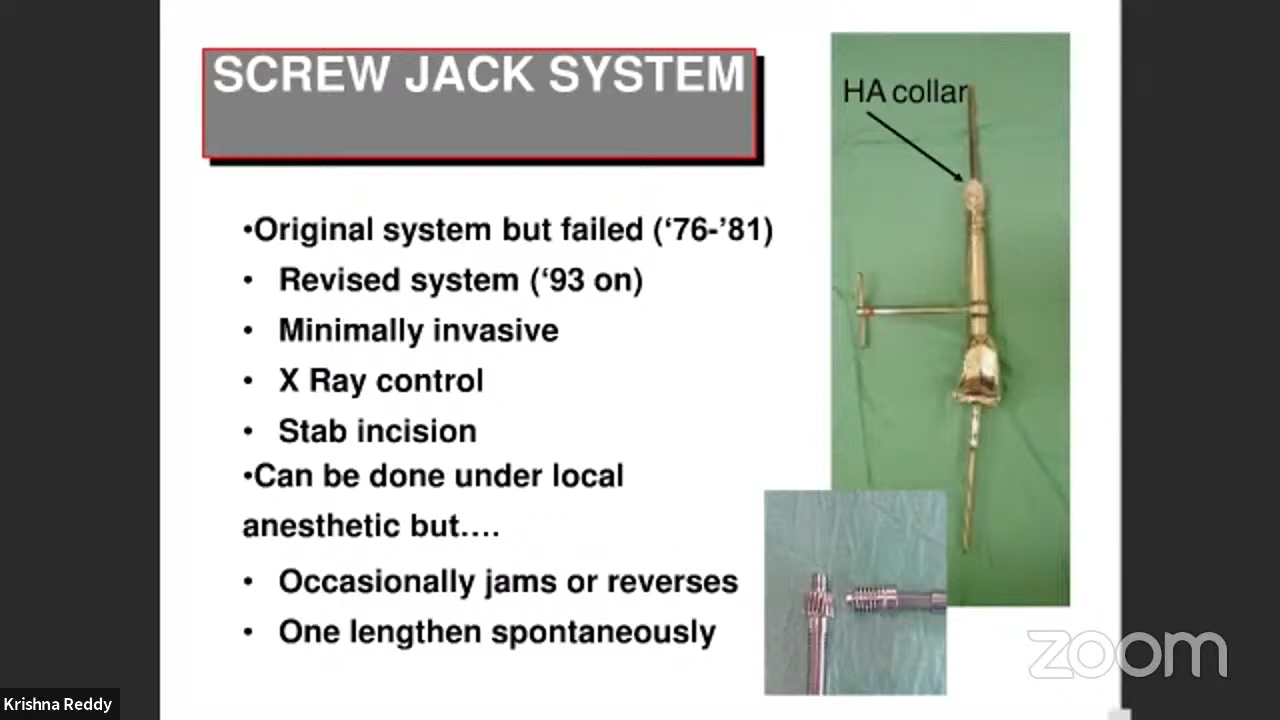 SCREW JACK SYSTEM
HA collar
•Original system but failed (‘76-’81)
• Revised system (‘93 on)
• Minimally invasive
• X Ray control
• Stab incision
•Can be done under local
anesthetic but….
• Occasionally jams or reverses
• One lengthen spontaneously
zoom
Krishna Reddy